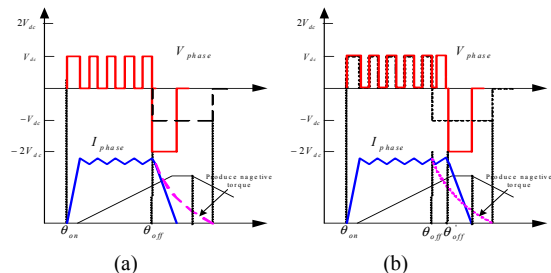 2V_dc
V_dc
-V_dc
-2V_dc
V_phase
I_phase
Produce nagetive
torque
θ_on
θ_off
(a)
2V_dc
V_dc
-V_dc
-2V_dc
V_phase
I_phase
Produce nagetive
torque
θ_on
θ_off
θ*_off
(b)